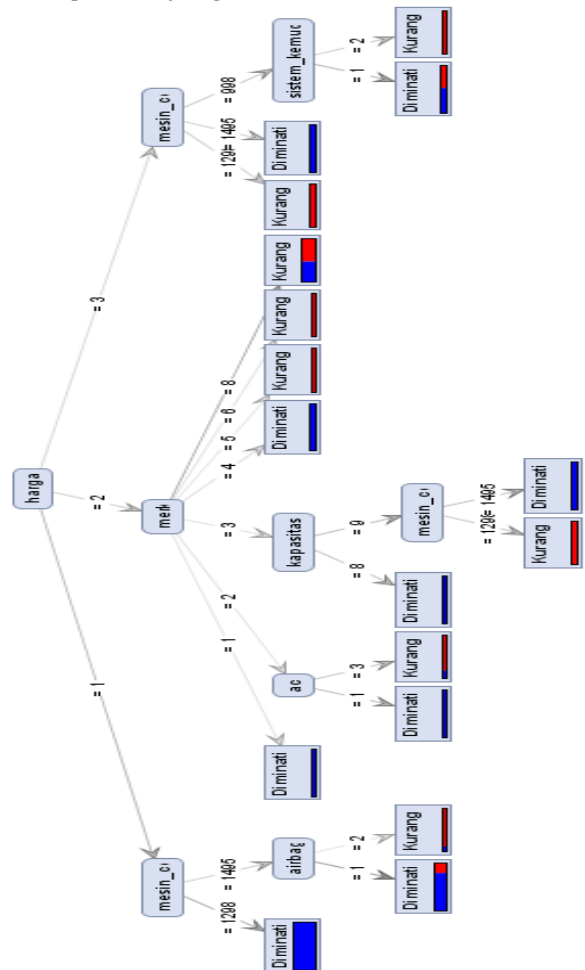 harga
= 1
= 2
= 3
mesin_c
merk
mesin_c
= 1298
= 1495
= 1
= 2
= 3
= 4
= 5
= 6
= 8
= 1495
= 998
Diminati
airbag
Diminati
ac
kapasitas
Diminati
Kurang
Kurang
Kurang
Kurang
Diminati
sistem_kemuc
= 1
= 2
= 1
= 3
= 8
= 9
= 1
= 2
Diminati
Kurang
Diminati
Kurang
Diminati
mesin_c
Diminati
Kurang
= 1495
Kurang
Diminati